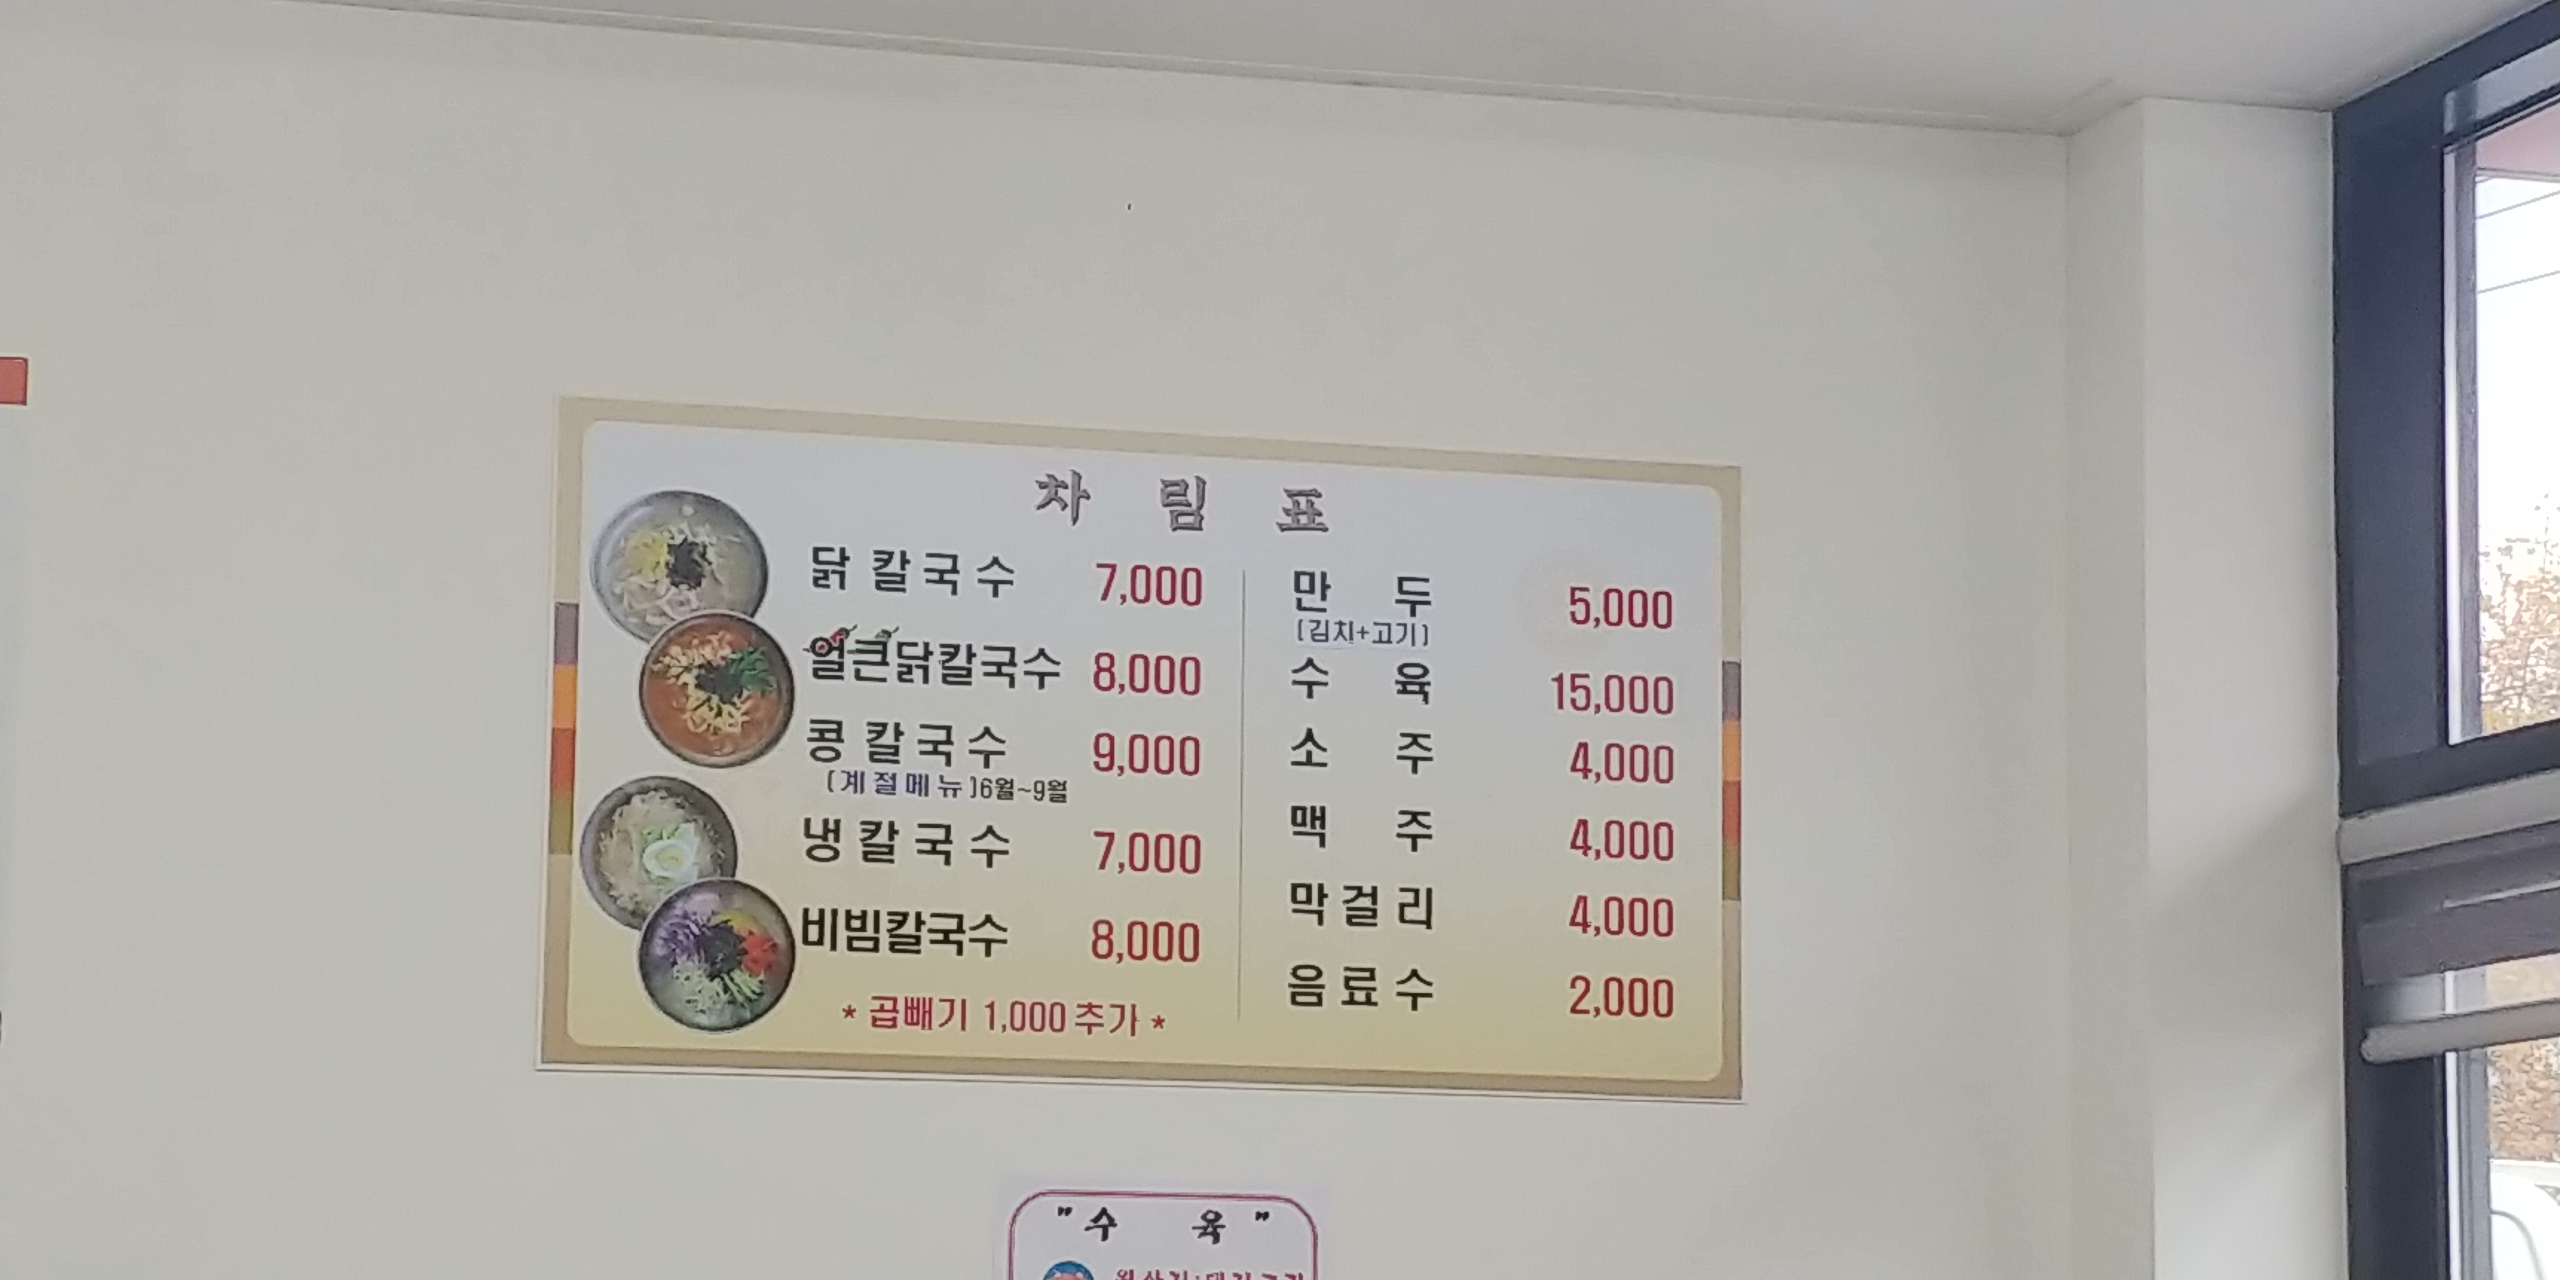 차 림 표
닭 칼 국 수 7,000
얼큰닭칼국수 8,000
콩 칼 국 수 9,000
(계 절 메 뉴)6월~9월
냉 칼 국 수 7,000
비빔칼국수 8,000
* 곱빼기 1,000 추가 *
만 두 5,000
(김치+고기)
수 육 15,000
소 주 4,000
맥 주 4,000
막 걸 리 4,000
음 료 수 2,000
" 수 육 "